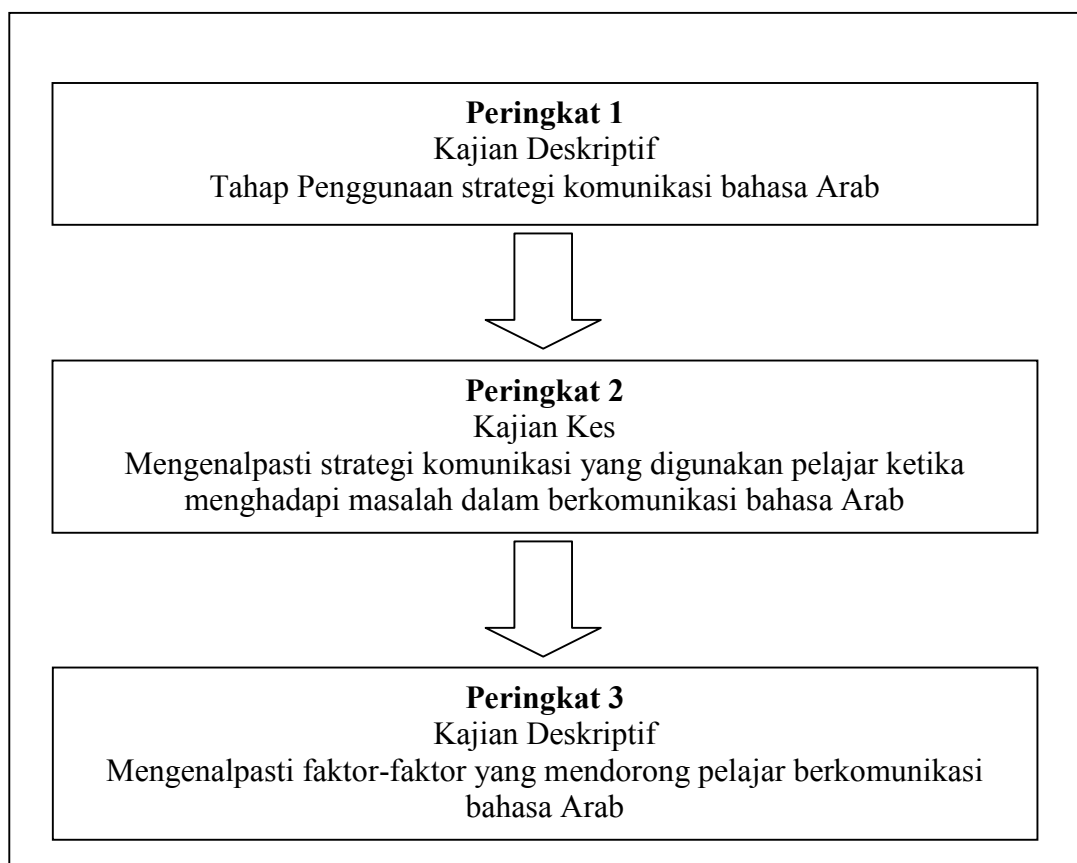 Peringkat 1
Kajian Deskriptif
Tahap Penggunaan strategi komunikasi bahasa Arab
Peringkat 2
Kajian Kes
Mengenalpasti strategi komunikasi yang digunakan pelajar ketika
menghadapi masalah dalam berkomunikasi bahasa Arab
Peringkat 3
Kajian Deskriptif
Mengenalpasti faktor-faktor yang mendorong pelajar berkomunikasi
bahasa Arab